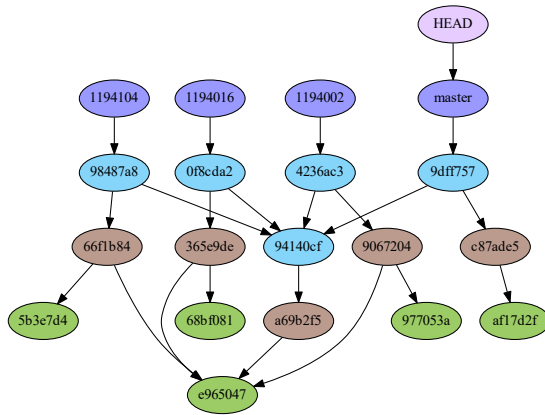 HEAD
1194104 1194016 1194002 master
98487a8 0f8cda2 4236ac3 9dff757
66f1b84 365e9de 94140cf 9067204 c87ade5
5b3e7d4 68bf081 a69b2f5 977053a af17d2f
e965047